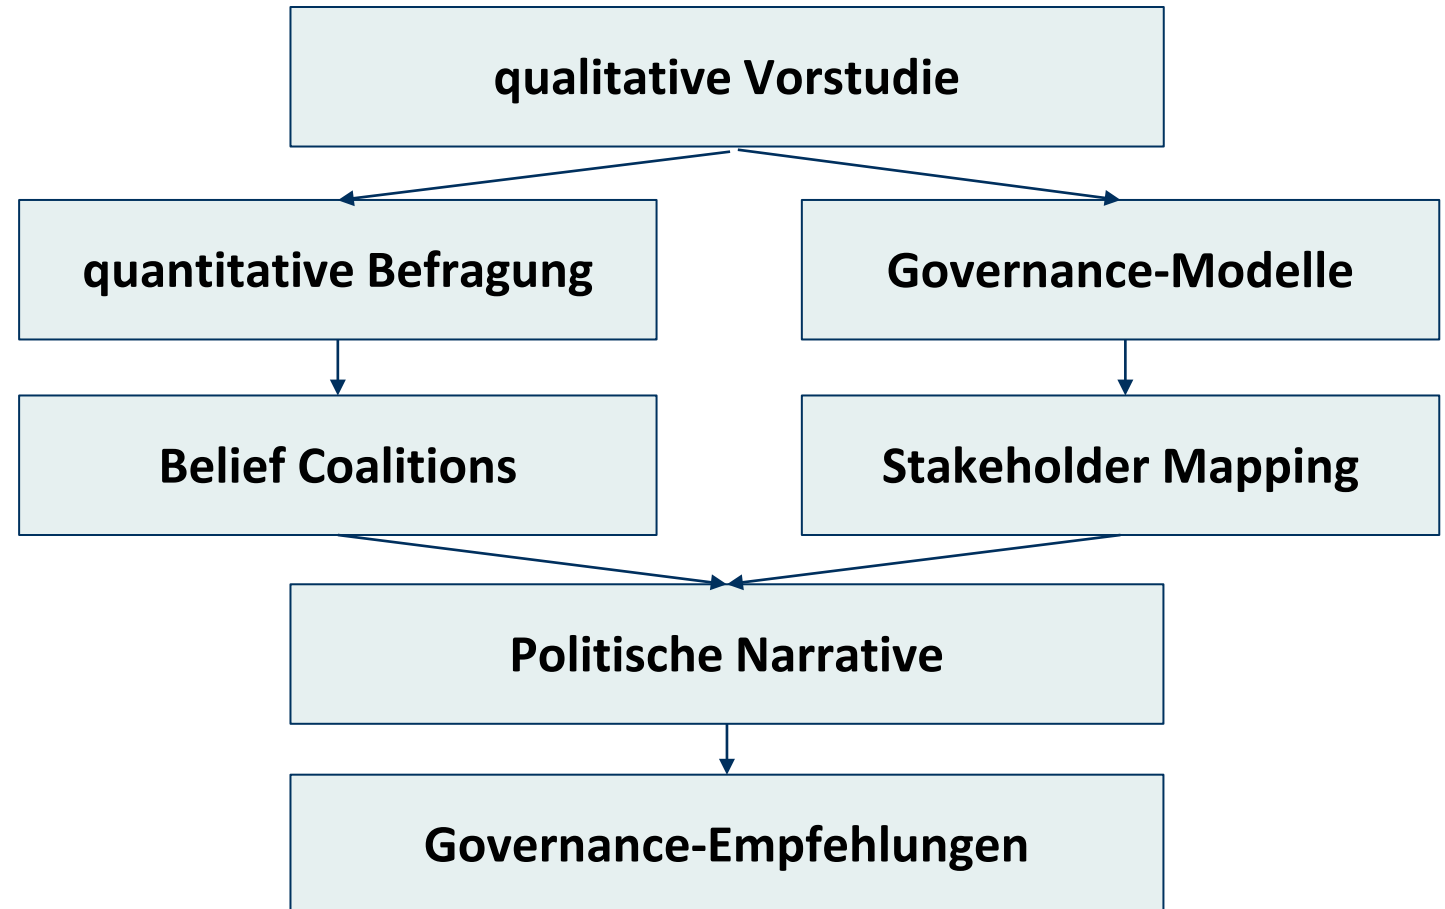 qualitative Vorstudie
quantitative Befragung
Governance-Modelle
Belief Coalitions
Stakeholder Mapping
Politische Narrative
Governance-Empfehlungen